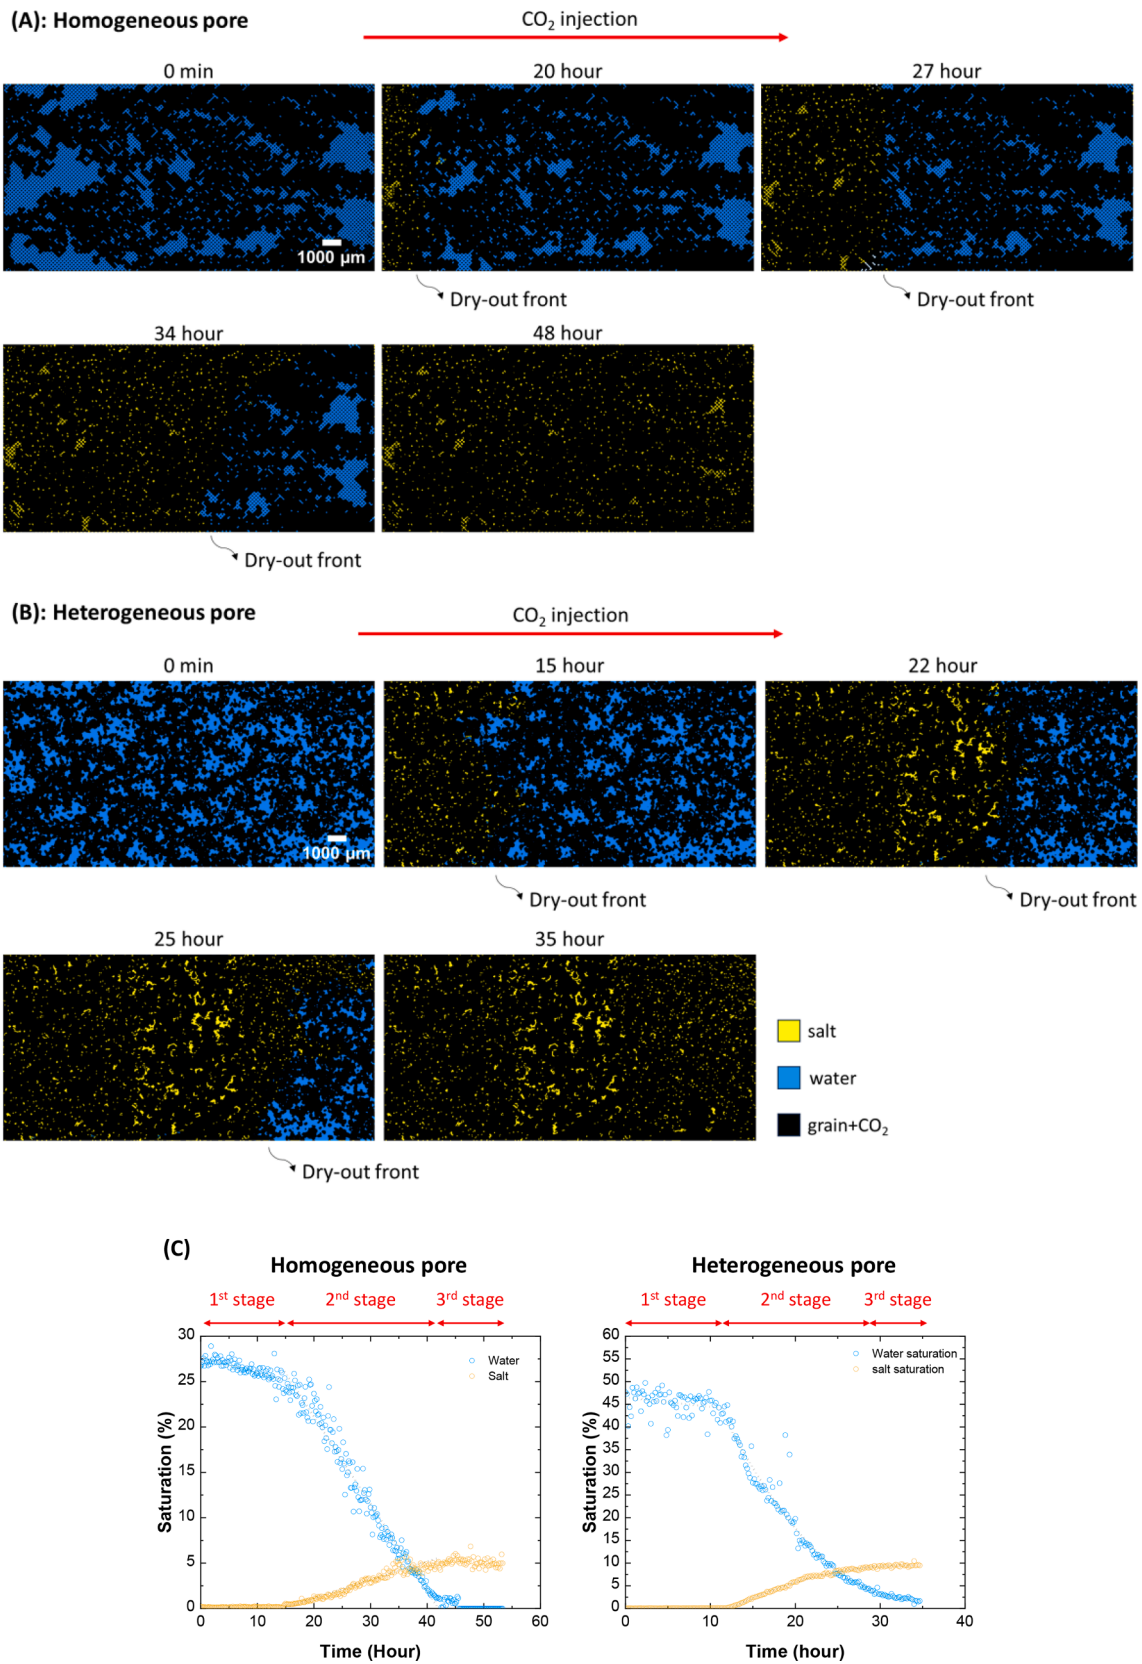 (A): Homogeneous pore
CO2 injection
0 min
20 hour
27 hour
1000 µm
Dry-out front
Dry-out front
34 hour
48 hour
Dry-out front
(B): Heterogeneous pore
CO2 injection
0 min
15 hour
22 hour
1000 µm
Dry-out front
Dry-out front
25 hour
35 hour
salt
water
grain+CO2
Dry-out front
(C)
Homogeneous pore
1st stage
2nd stage
3rd stage
Water
Salt
Saturation (%)
30
25
20
15
10
5
0
0 10 20 30 40 50 60
Time (Hour)
Heterogeneous pore
1st stage
2nd stage
3rd stage
Water saturation
salt saturation
Saturation (%)
60
55
50
45
40
35
30
25
20
15
10
5
0
0 10 20 30 40
Time (hour)